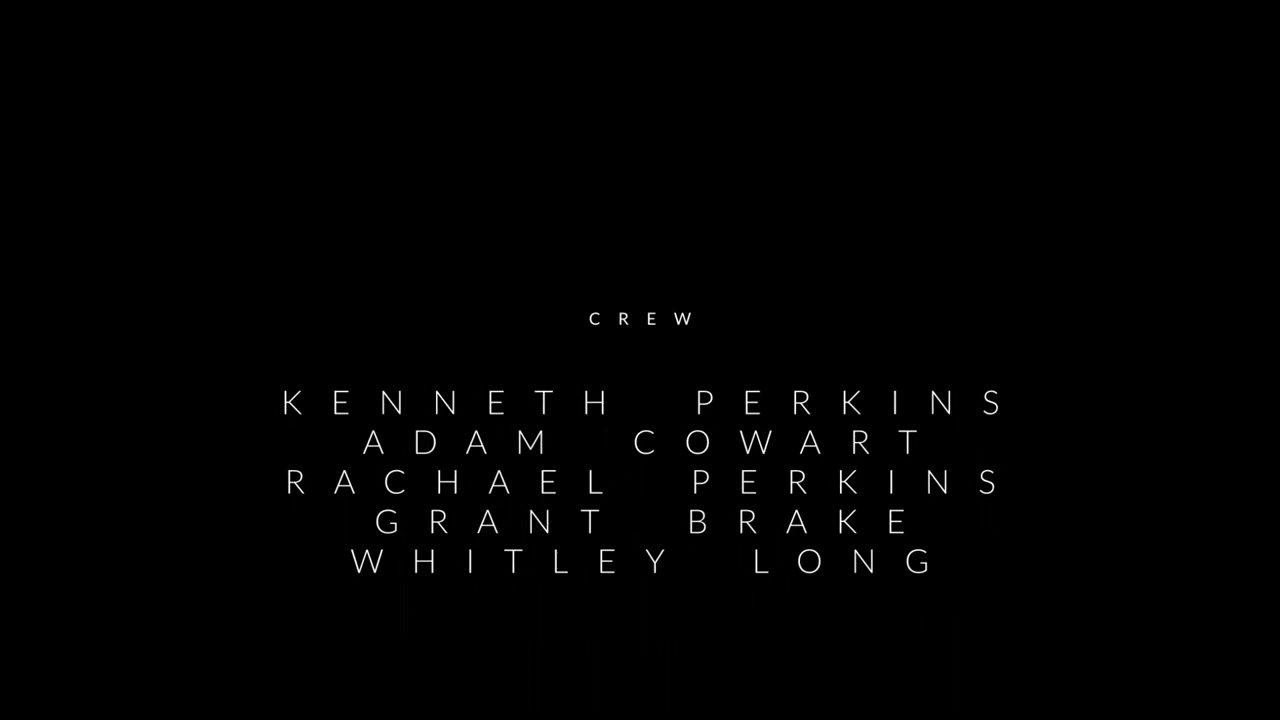 CREW
KENNETH PERKINS
ADAM COWART
RACHAEL PERKINS
GRANT BRAKE
WHITLEY LONG